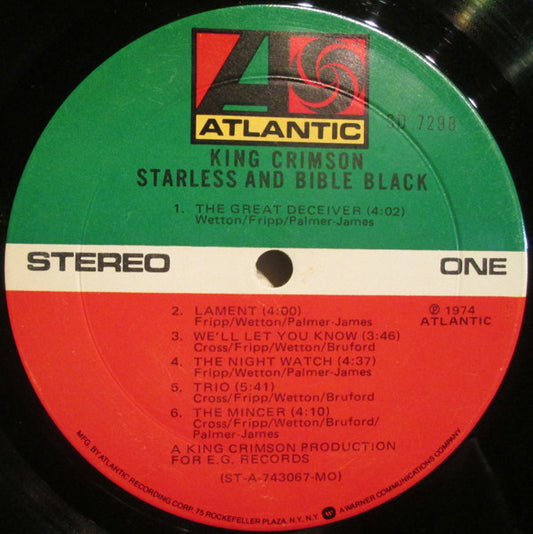 ATLANTIC
SD 7298
KING CRIMSON
STARLESS AND BIBLE BLACK
1. THE GREAT DECEIVER (4:02)
Wetton/Fripp/Palmer-James
STEREO ONE
2. LAMENT (4:00)
Fripp/Wetton/Palmer-James
3. WE'LL LET YOU KNOW (3:46)
Cross/Fripp/Wetton/Bruford
4. THE NIGHT WATCH (4:37)
Fripp/Wetton/Palmer-James
5. TRIO (5:41)
Cross/Fripp/Wetton/Bruford
6. THE MINCER (4:10)
Cross/Fripp/Wetton/Bruford/
Palmer-James
℗ 1974
ATLANTIC
A KING CRIMSON PRODUCTION
FOR E.G. RECORDS
(ST-A-743067-MO)
MFG. BY ATLANTIC RECORDING CORP. 75 ROCKEFELLER PLAZA, N.Y., N.Y. A WARNER COMMUNICATIONS COMPANY